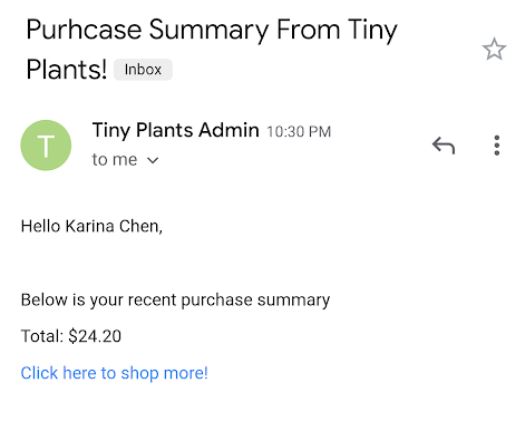 Purhcase Summary From Tiny
Plants! Inbox
T
Tiny Plants Admin 10:30 PM
to me
Hello Karina Chen,
Below is your recent purchase summary
Total: $24.20
Click here to shop more!